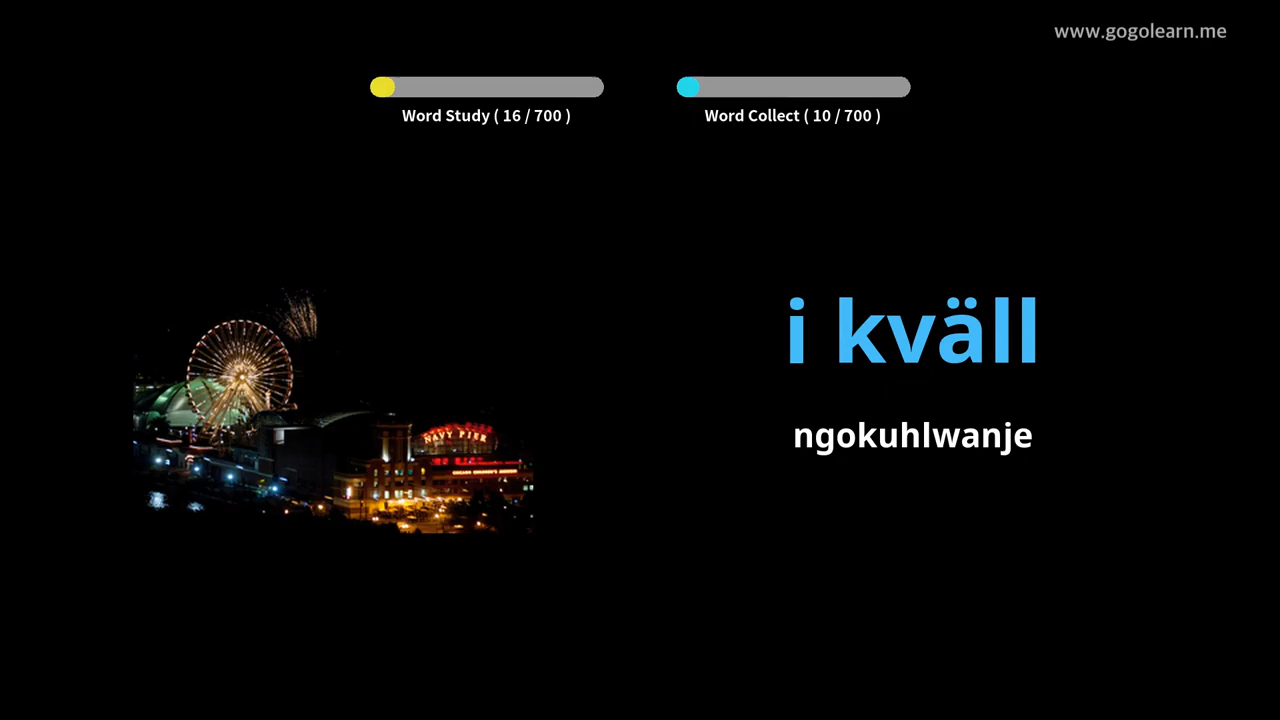 www.gogolearn.me
Word Study ( 16 / 700 )
Word Collect ( 10 / 700 )
i kväll
ngokuhlwanje
NAVY PIER